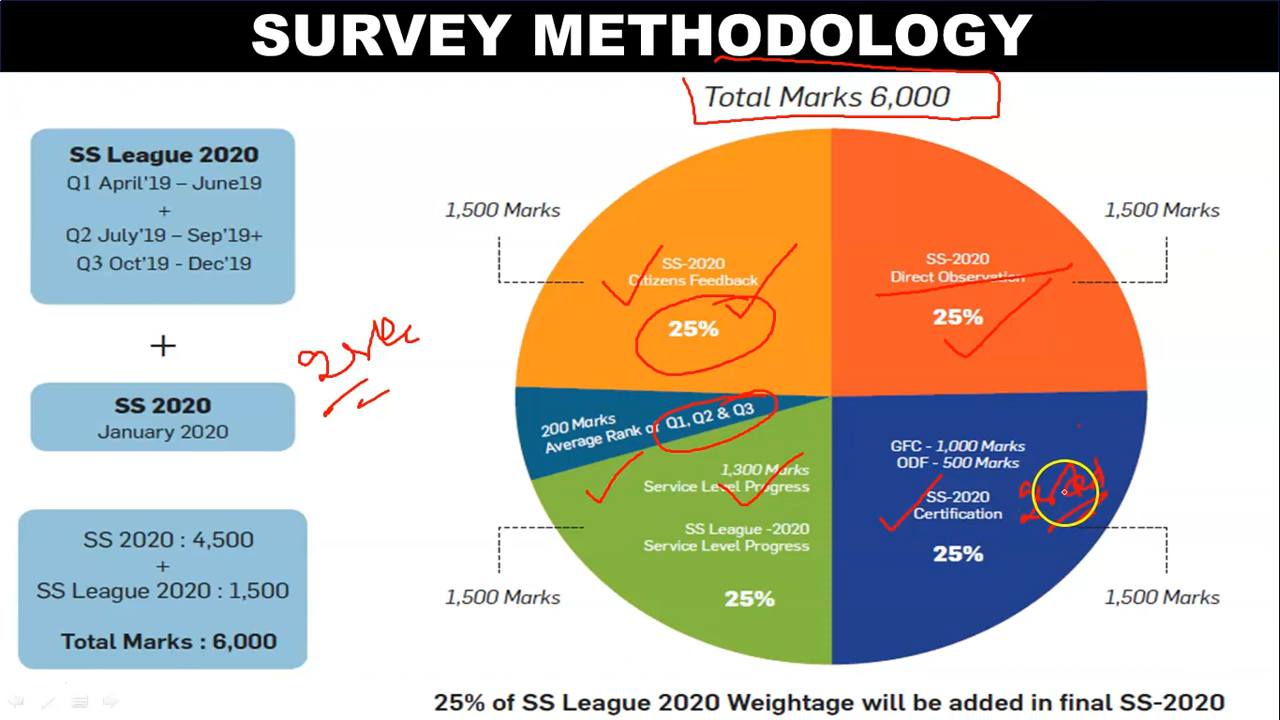 SURVEY METHODOLOGY
Total Marks 6,000
SS League 2020
Q1 April'19 – June19
+
Q2 July'19 – Sep'19+
Q3 Oct'19 - Dec'19
+
SS 2020
January 2020
SS 2020 : 4,500
+
SS League 2020 : 1,500
Total Marks : 6,000
1,500 Marks
SS-2020
Citizens Feedback
25%
1,500 Marks
SS-2020
Direct Observation
25%
200 Marks
Average Rank of Q1, Q2 & Q3
1,300 Marks
Service Level Progress
SS League -2020
Service Level Progress
25%
1,500 Marks
GFC - 1,000 Marks
ODF - 500 Marks
SS-2020
Certification
25%
1,500 Marks
25% of SS League 2020 Weightage will be added in final SS-2020